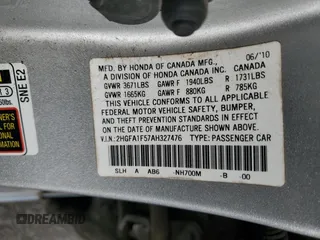 MFD. BY HONDA OF CANADA MFG., 06/'10
A DIVISION OF HONDA CANADA INC. CANADA
GVWR 3671LBS GAWR F 1940LBS R 1731LBS
GVWR 1665KG GAWR F 880KG R 785KG
THIS VEHICLE CONFORMS TO ALL APPLICABLE
FEDERAL MOTOR VEHICLE SAFETY, BUMPER,
AND THEFT PREVENTION STANDARDS IN EFFECT
ON THE DATE OF MANUFACTURE SHOWN ABOVE.
V.I.N.: 2HGFA1F57AH327476 TYPE: PASSENGER CAR
SLH A AB6 NH700M -B -00
SNE E2
DREAMBID